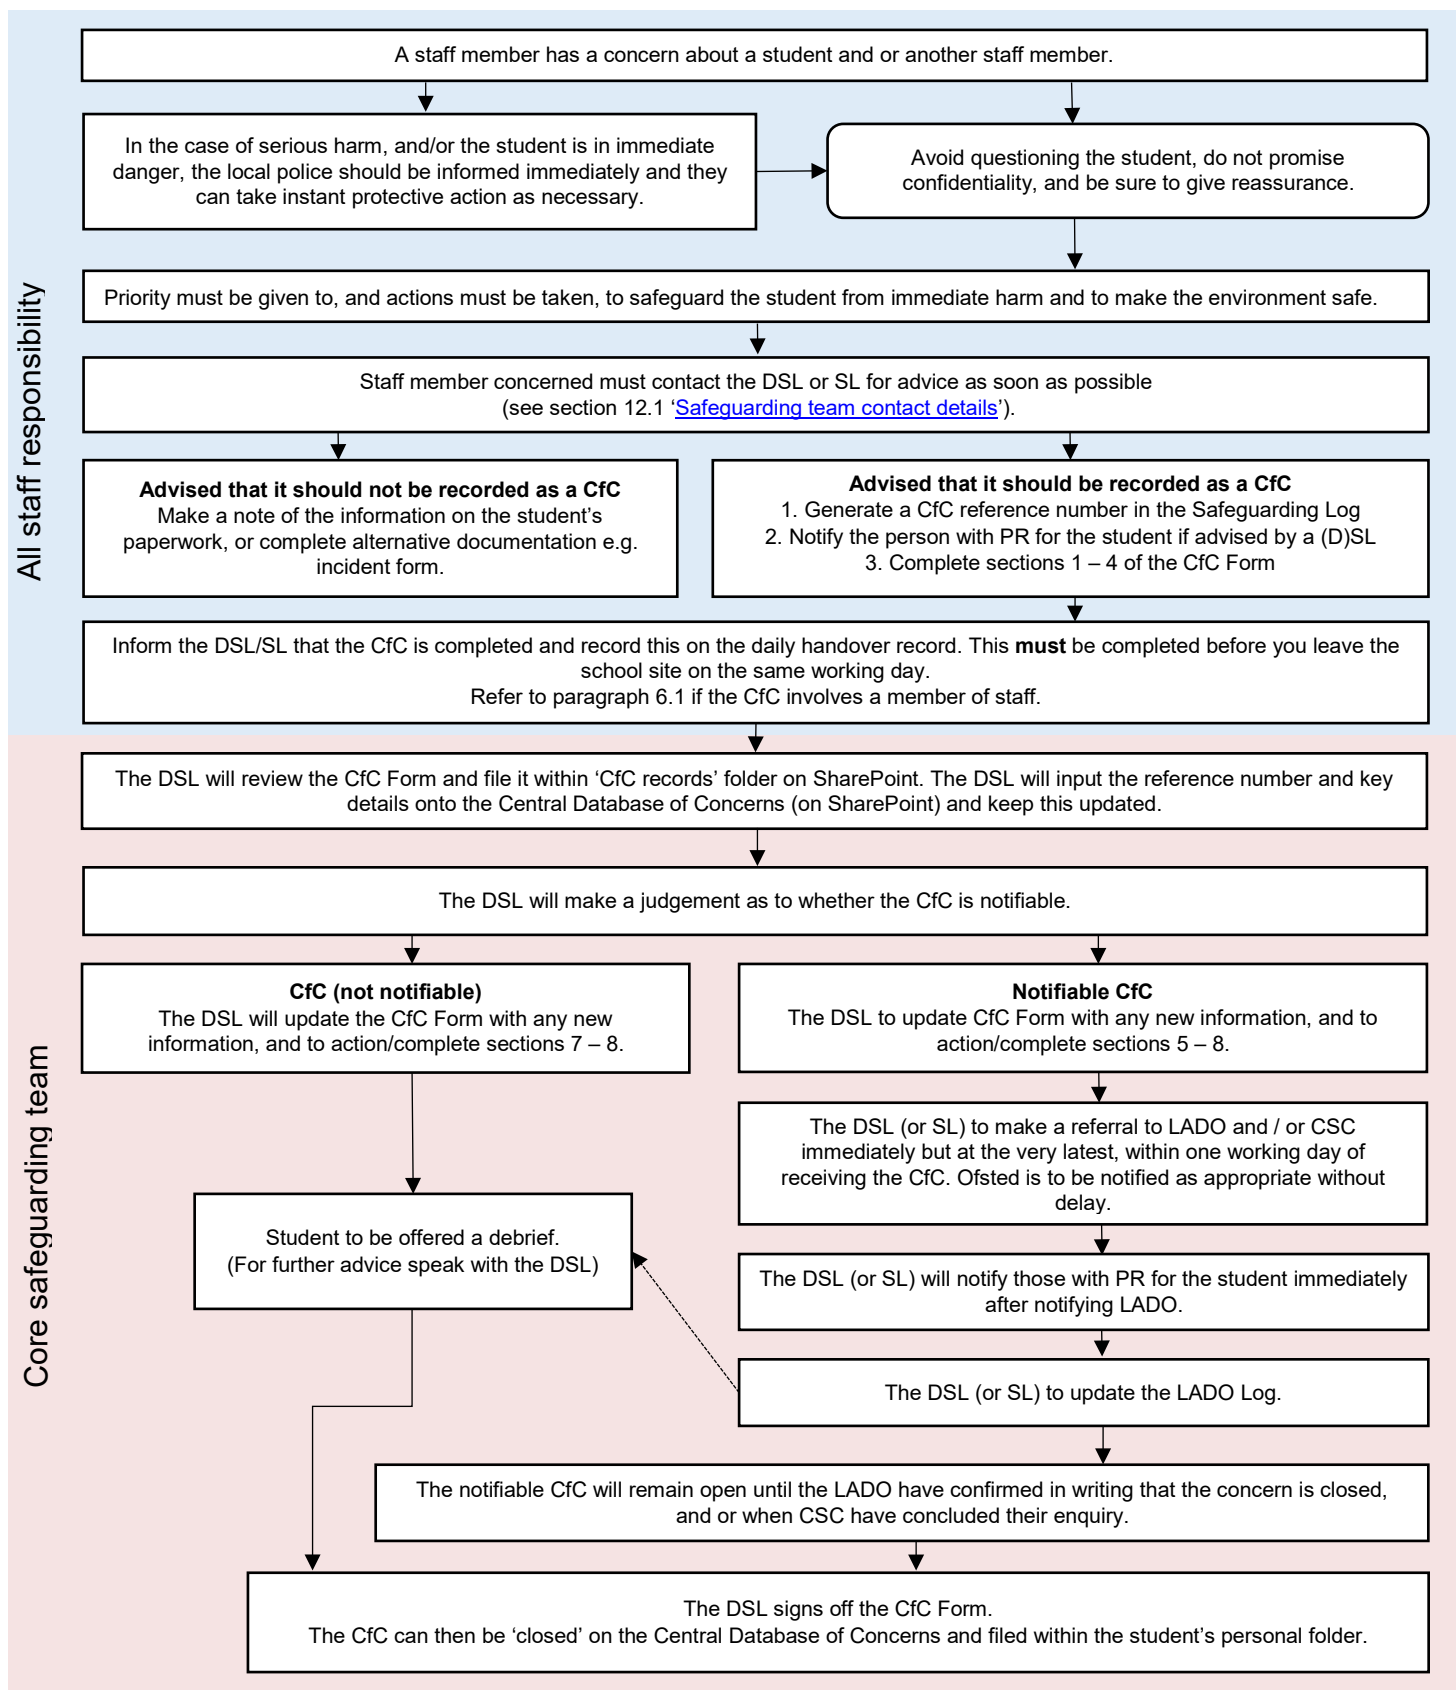 A staff member has a concern about a student and or another staff member.
In the case of serious harm, and/or the student is in immediate
danger, the local police should be informed immediately and they
can take instant protective action as necessary.
Avoid questioning the student, do not promise
confidentiality, and be sure to give reassurance.
Priority must be given to, and actions must be taken, to safeguard the student from immediate harm and to make the environment safe.
Staff member concerned must contact the DSL or SL for advice as soon as possible
(see section 12.1 ‘Safeguarding team contact details’).
Advised that it should not be recorded as a CfC
Make a note of the information on the student’s
paperwork, or complete alternative documentation e.g.
incident form.
Advised that it should be recorded as a CfC
1. Generate a CfC reference number in the Safeguarding Log
2. Notify the person with PR for the student if advised by a (D)SL
3. Complete sections 1 – 4 of the CfC Form
Inform the DSL/SL that the CfC is completed and record this on the daily handover record. This must be completed before you leave the
school site on the same working day.
Refer to paragraph 6.1 if the CfC involves a member of staff.
All staff responsibility
The DSL will review the CfC Form and file it within ‘CfC records’ folder on SharePoint. The DSL will input the reference number and key
details onto the Central Database of Concerns (on SharePoint) and keep this updated.
The DSL will make a judgement as to whether the CfC is notifiable.
CfC (not notifiable)
The DSL will update the CfC Form with any new
information, and to action/complete sections 7 – 8.
Notifiable CfC
The DSL to update CfC Form with any new information, and to
action/complete sections 5 – 8.
The DSL (or SL) to make a referral to LADO and / or CSC
immediately but at the very latest, within one working day of
receiving the CfC. Ofsted is to be notified as appropriate without
delay.
Student to be offered a debrief.
(For further advice speak with the DSL)
The DSL (or SL) will notify those with PR for the student immediately
after notifying LADO.
The DSL (or SL) to update the LADO Log.
The notifiable CfC will remain open until the LADO have confirmed in writing that the concern is closed,
and or when CSC have concluded their enquiry.
The DSL signs off the CfC Form.
The CfC can then be ‘closed’ on the Central Database of Concerns and filed within the student’s personal folder.
Core safeguarding team